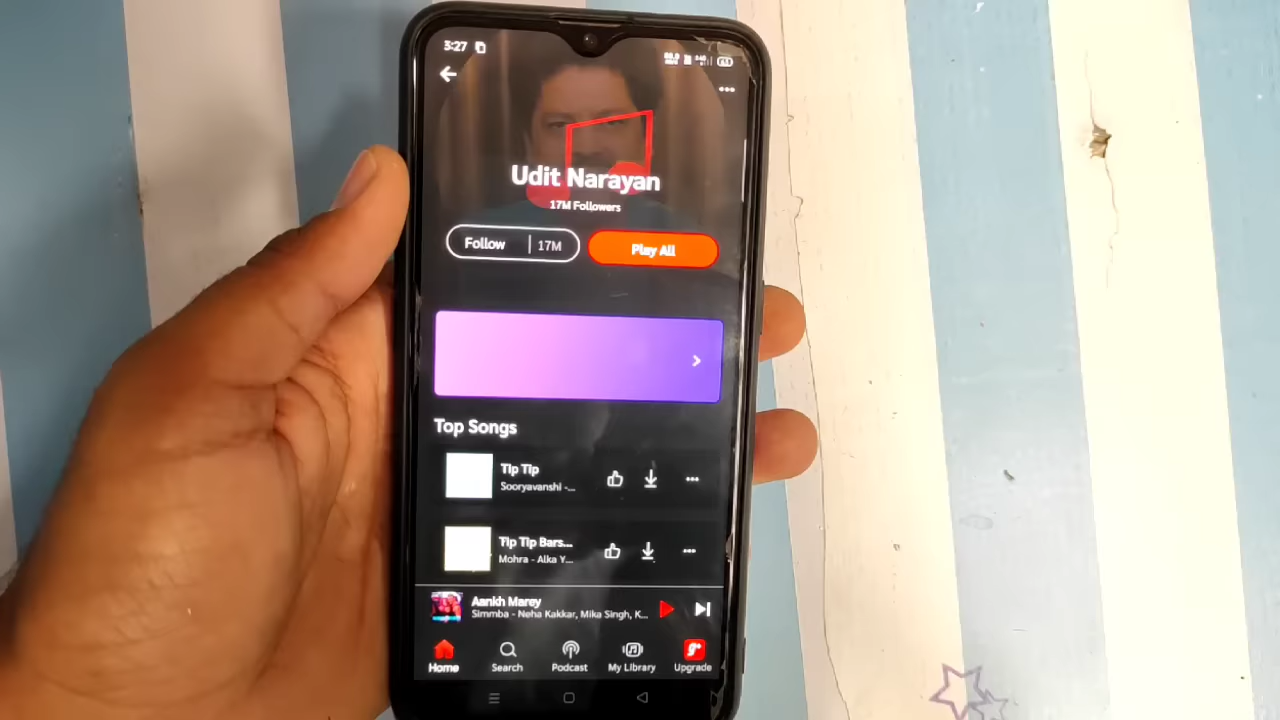 3:27
Udit Narayan
17M Followers
Follow | 17M
Play All
Top Songs
Tip Tip
Sooryavanshi -...
Tip Tip Bars...
Mohra - Alka Y...
Aankh Marey
Simmba - Neha Kakkar, Mika Singh, K...
Home
Search
Podcast
My Library
Upgrade